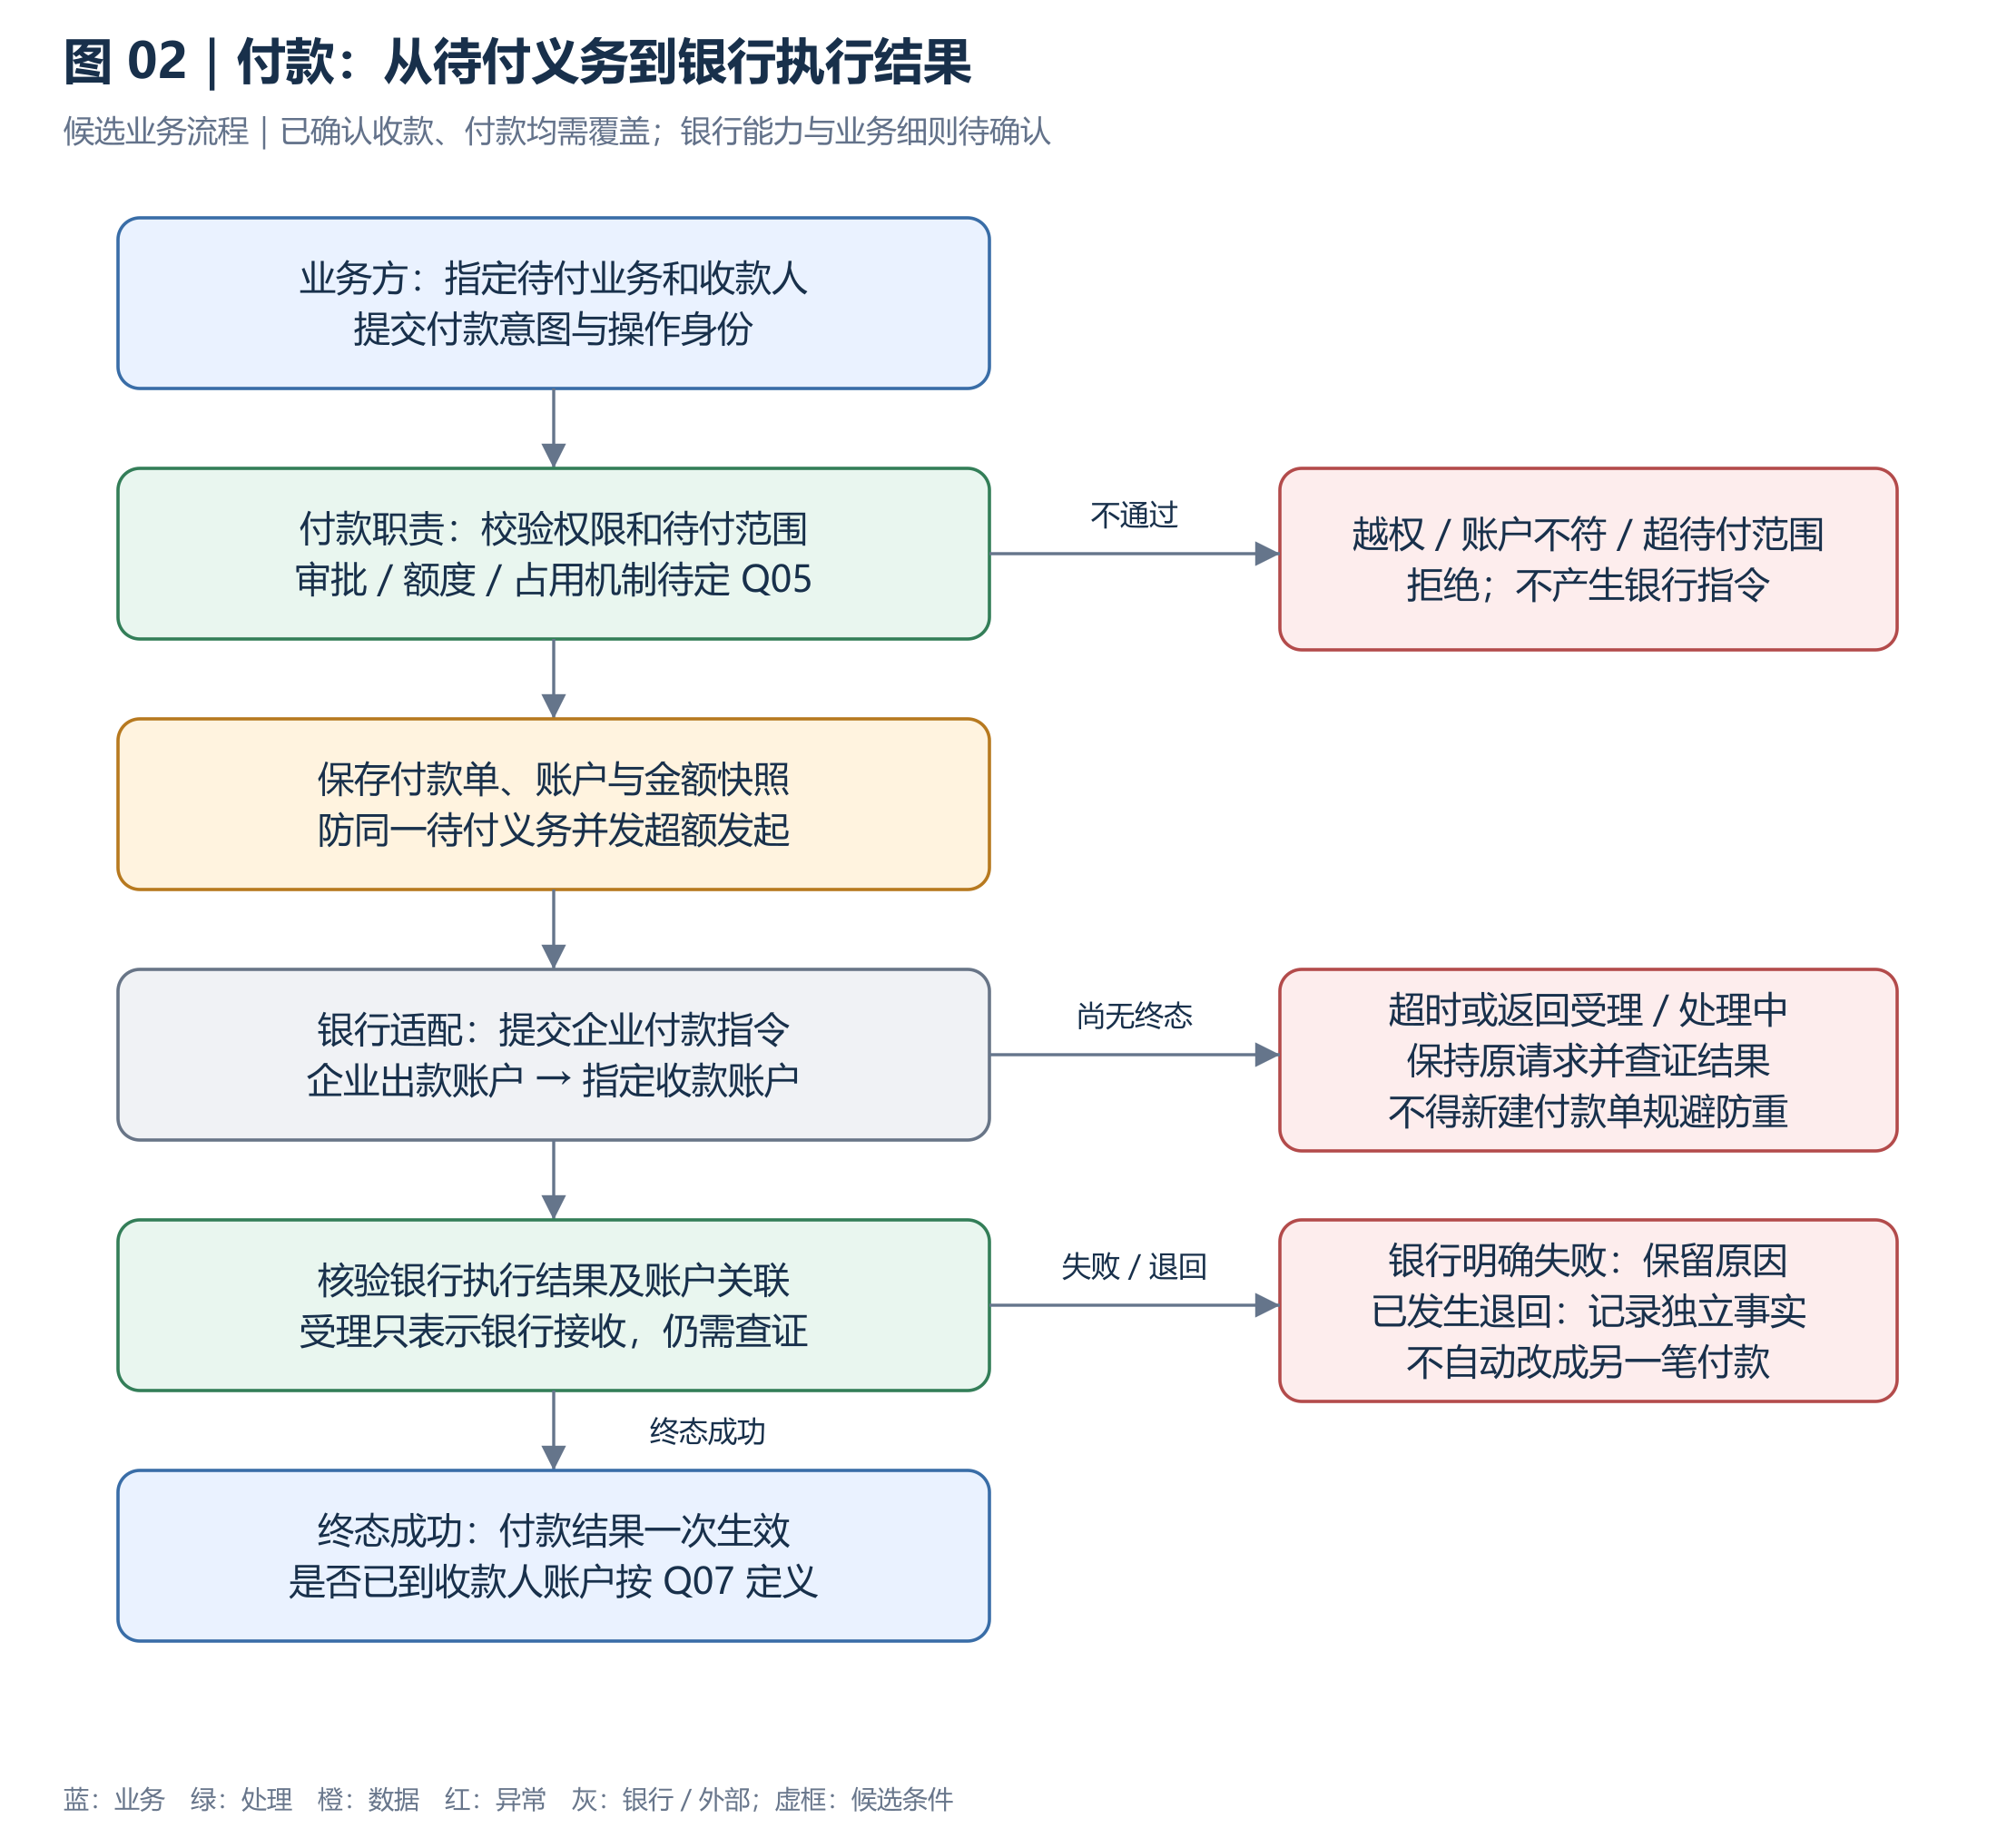 图 02 | 付款：从待付义务到银行执行结果
候选业务流程 | 已确认收款、付款均需覆盖；银行能力与业务细则待确认
业务方：指定待付业务和收款人
提交付款意图与操作身份
付款职责：校验权限和待付范围
审批 / 额度 / 占用机制待定 Q05
不通过
越权 / 账户不符 / 超待付范围
拒绝；不产生银行指令
保存付款单、账户与金额快照
防同一待付义务并发超额发起
银行适配：提交企业付款指令
企业出款账户 → 指定收款账户
尚无终态
超时或返回受理 / 处理中
保持原请求并查证结果
不得新建付款单规避防重
核验银行执行结果及账户关联
受理只表示银行接收，仍需查证
失败 / 退回
银行明确失败：保留原因
已发生退回：记录独立事实
不自动改成另一笔付款
终态成功
终态成功：付款结果一次生效
是否已到收款人账户按 Q07 定义
蓝：业务 绿：处理 橙：数据 红：异常 灰：银行 / 外部；虚框：候选条件